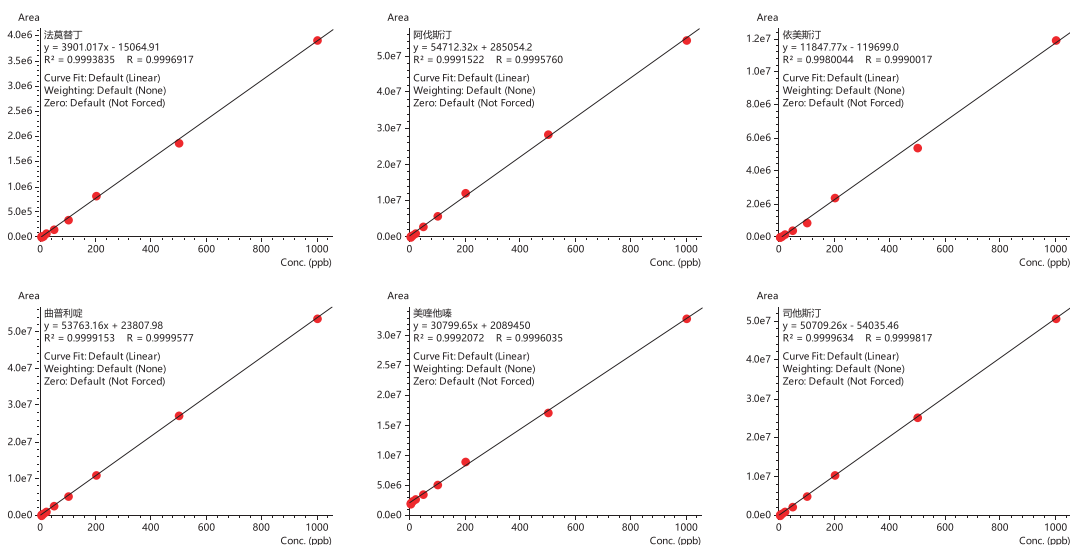 Area
4.0e6
3.5e6
3.0e6
2.5e6
2.0e6
1.5e6
1.0e6
5.0e5
0.0e0
法莫替丁
y = 3901.017x - 15064.91
R² = 0.9993835 R = 0.9996917
Curve Fit: Default (Linear)
Weighting: Default (None)
Zero: Default (Not Forced)
0 200 400 600 800 1000
Conc. (ppb)
Area
5.0e7
4.0e7
3.0e7
2.0e7
1.0e7
0.0e0
阿伐斯汀
y = 54712.32x + 285054.2
R² = 0.9991522 R = 0.9995760
Curve Fit: Default (Linear)
Weighting: Default (None)
Zero: Default (Not Forced)
0 200 400 600 800 1000
Conc. (ppb)
Area
1.2e7
1.0e7
8.0e6
6.0e6
4.0e6
2.0e6
0.0e0
依美斯汀
y = 11847.77x - 119699.0
R² = 0.9980044 R = 0.9990017
Curve Fit: Default (Linear)
Weighting: Default (None)
Zero: Default (Not Forced)
0 200 400 600 800 1000
Conc. (ppb)
Area
5.0e7
4.0e7
3.0e7
2.0e7
1.0e7
0.0e0
曲普利啶
y = 53763.16x + 23807.98
R² = 0.9999153 R = 0.9999577
Curve Fit: Default (Linear)
Weighting: Default (None)
Zero: Default (Not Forced)
0 200 400 600 800 1000
Conc. (ppb)
Area
3.5e7
3.0e7
2.5e7
2.0e7
1.5e7
1.0e7
5.0e6
0.0e0
美喹他嗪
y = 30799.65x + 2089450
R² = 0.9992072 R = 0.9996035
Curve Fit: Default (Linear)
Weighting: Default (None)
Zero: Default (Not Forced)
0 200 400 600 800 1000
Conc. (ppb)
Area
5.0e7
4.0e7
3.0e7
2.0e7
1.0e7
0.0e0
司他斯汀
y = 50709.26x - 54035.46
R² = 0.9999634 R = 0.9999817
Curve Fit: Default (Linear)
Weighting: Default (None)
Zero: Default (Not Forced)
0 200 400 600 800 1000
Conc. (ppb)